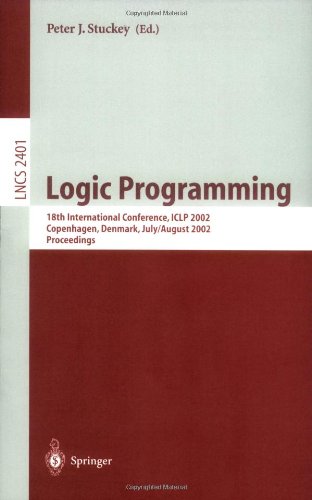 Peter J. Stuckey (Ed.)
LNCS 2401
Logic Programming
18th International Conference, ICLP 2002
Copenhagen, Denmark, July/August 2002
Proceedings
Springer